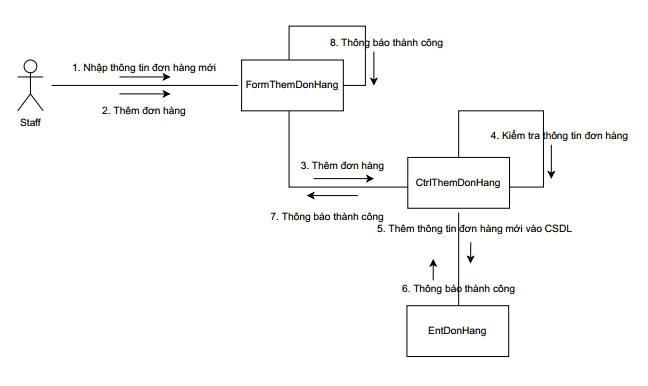 8. Thông báo thành công
1. Nhập thông tin đơn hàng mới
FormThemDonHang
2. Thêm đơn hàng
Staff
4. Kiểm tra thông tin đơn hàng
3. Thêm đơn hàng
CtrlThemDonHang
7. Thông báo thành công
5. Thêm thông tin đơn hàng mới vào CSDL
6. Thông báo thành công
EntDonHang